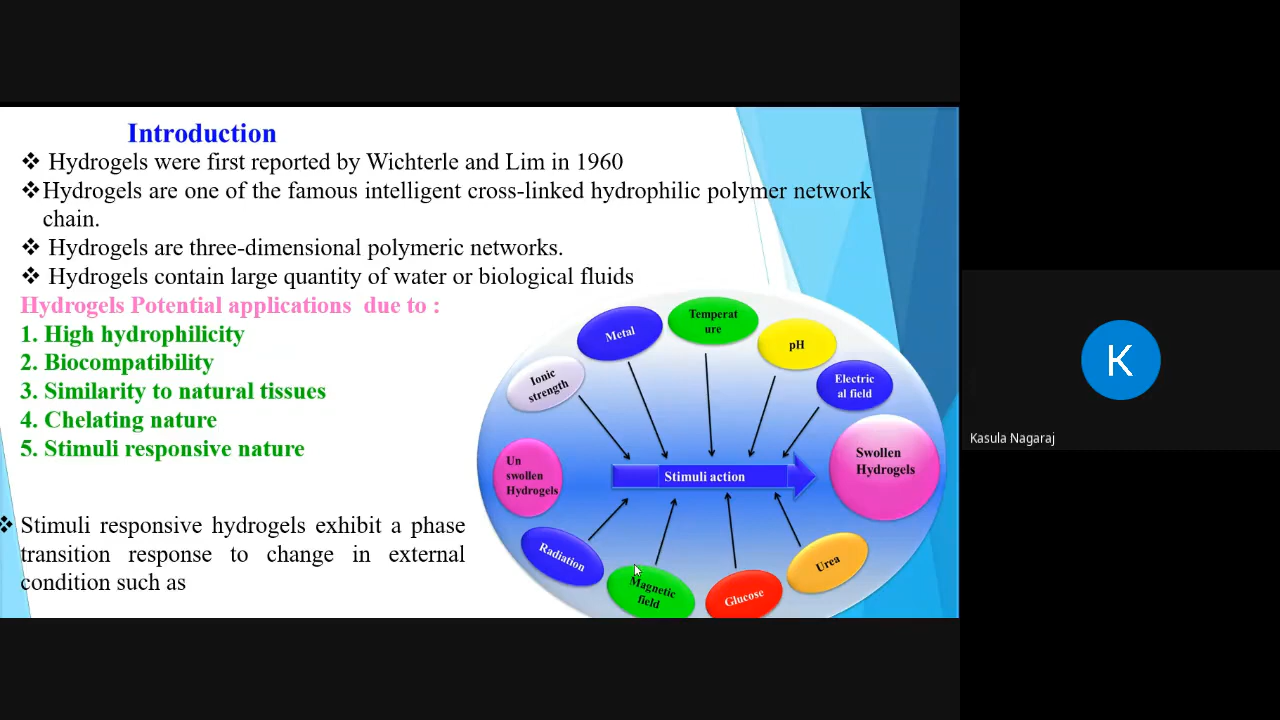 Introduction
❖ Hydrogels were first reported by Wichterle and Lim in 1960
❖Hydrogels are one of the famous intelligent cross-linked hydrophilic polymer network
chain.
❖ Hydrogels are three-dimensional polymeric networks.
❖ Hydrogels contain large quantity of water or biological fluids
Hydrogels Potential applications due to :
1. High hydrophilicity
2. Biocompatibility
3. Similarity to natural tissues
4. Chelating nature
5. Stimuli responsive nature
❖ Stimuli responsive hydrogels exhibit a phase
transition response to change in external
condition such as
Ionic
strength
Metal
Temperat
ure
pH
Electric
al field
Un
swollen
Hydrogels
Stimuli action
Swollen
Hydrogels
Radiation
Magnetic
field
Glucose
Urea
K
Kasula Nagaraj